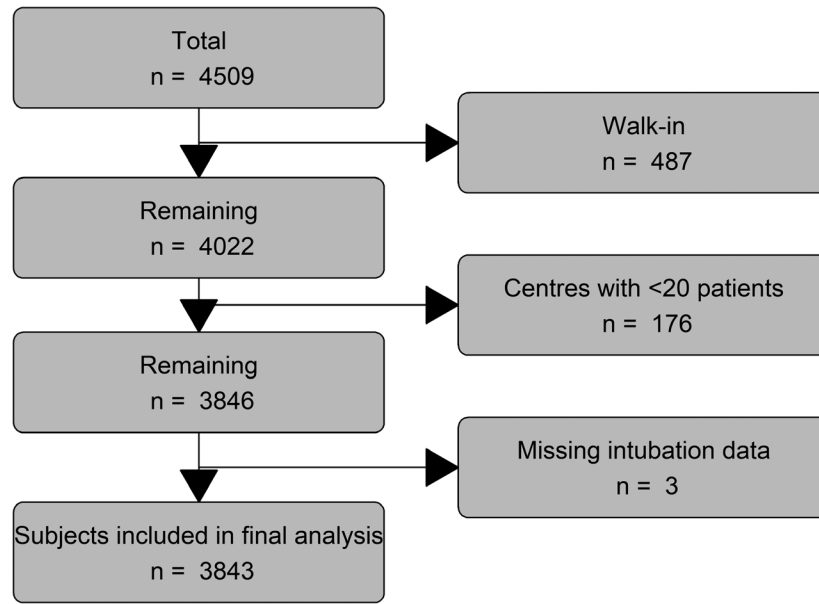 Total
n = 4509
Walk-in
n = 487
Remaining
n = 4022
Centres with <20 patients
n = 176
Remaining
n = 3846
Missing intubation data
n = 3
Subjects included in final analysis
n = 3843